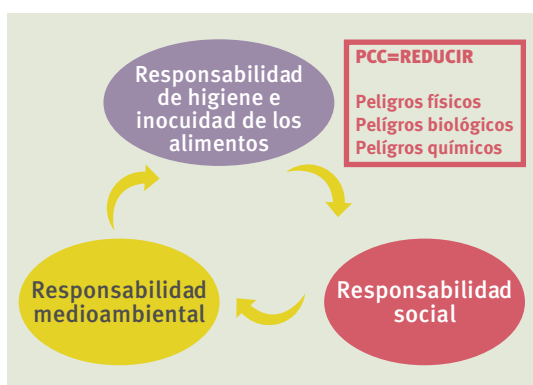 Responsabilidad
de higiene e
inocuidad de los
alimentos
PCC=REDUCIR
Peligros físicos
Pelígros biológicos
Pelígros químicos
Responsabilidad
medioambiental
Responsabilidad
social